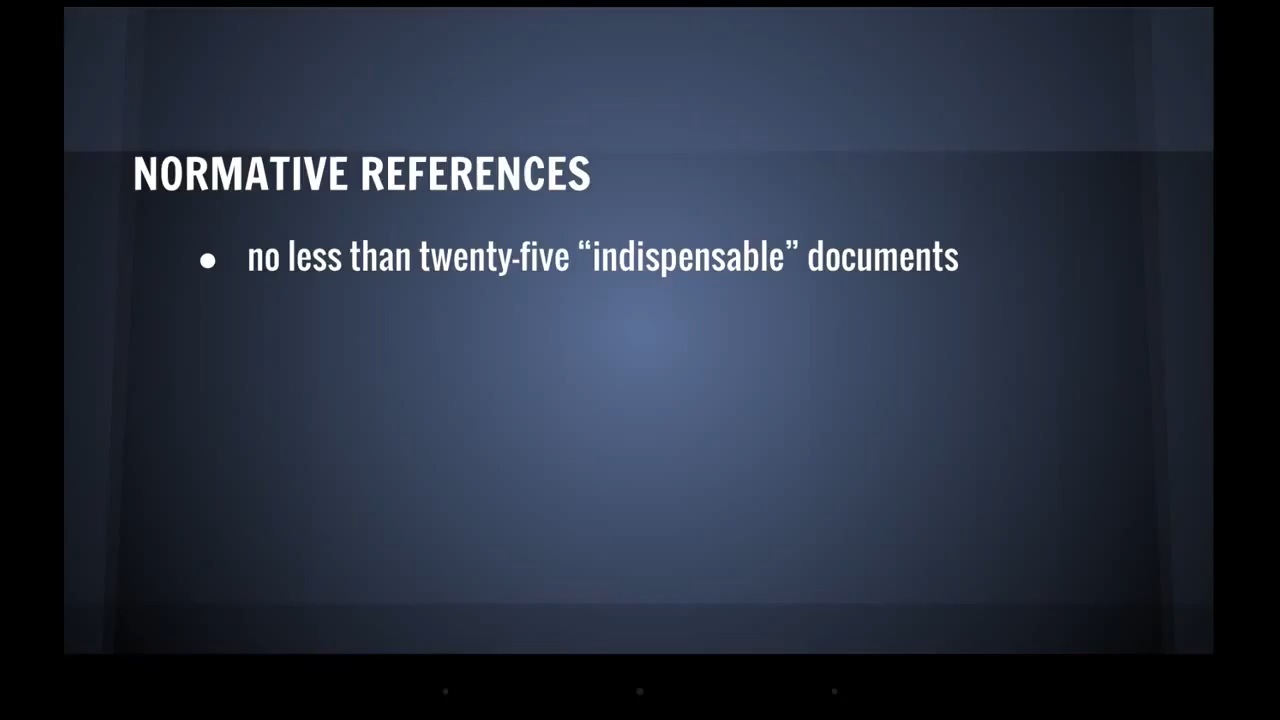 NORMATIVE REFERENCES
● no less than twenty-five “indispensable” documents